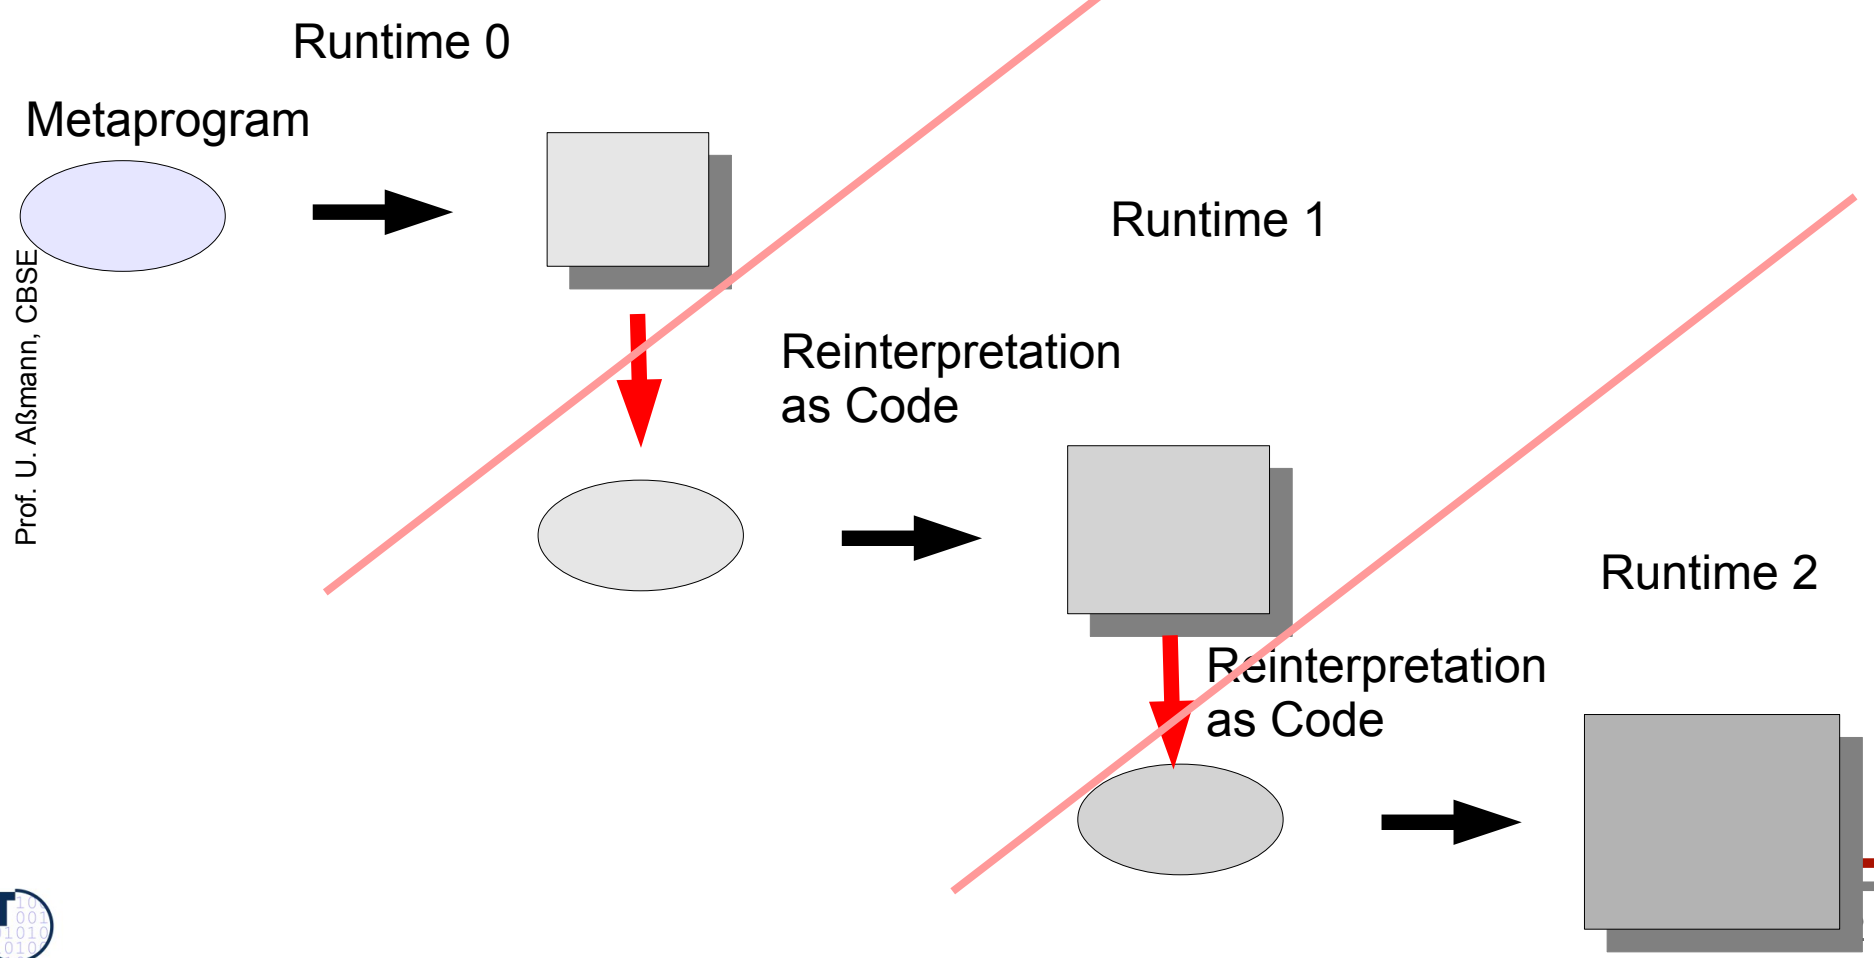 Runtime 0
Metaprogram
Runtime 1
Prof. U. Aßmann, CBSE
Reinterpretation
as Code
Runtime 2
Reinterpretation
as Code